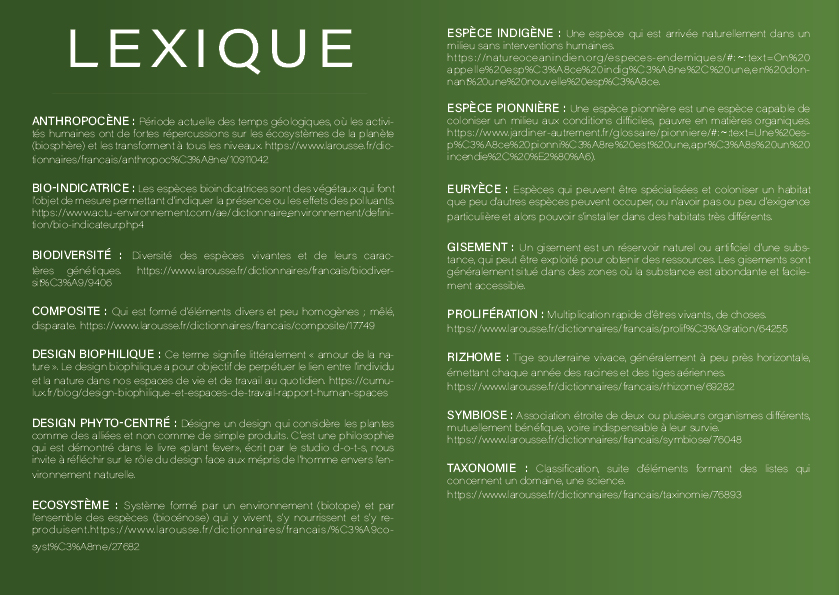 LEXIQUE
ANTHROPOCÈNE : Période actuelle des temps géologiques, où les activi-
tés humaines ont de fortes répercussions sur les écosystèmes de la planète
(biosphère) et les transforment à tous les niveaux. https://www.larousse.fr/dic-
tionnaires/francais/anthropoc%C3%A8ne/10911042
BIO-INDICATRICE : Les espèces bioindicatrices sont des végétaux qui font
l'objet de mesure permettant d'indiquer la présence ou les effets des polluants.
https://www.actu-environnement.com/ae/dictionnaire_environnement/defini-
tion/bio-indicateur.php4
BIODIVERSITÉ : Diversité des espèces vivantes et de leurs carac-
tères génétiques. https://www.larousse.fr/dictionnaires/francais/biodiver-
sit%C3%A9/9406
COMPOSITE : Qui est formé d'éléments divers et peu homogènes ; mêlé,
disparate. https://www.larousse.fr/dictionnaires/francais/composite/17749
DESIGN BIOPHILIQUE : Ce terme signifie littéralement « amour de la na-
ture ». Le design biophilique a pour objectif de perpétuer le lien entre l'individu
et la nature dans nos espaces de vie et de travail au quotidien. https://cumu-
lux.fr/blog/design-biophilique-et-espaces-de-travail-rapport-human-spaces
DESIGN PHYTO-CENTRÉ : Désigne un design qui considère les plantes
comme des alliées et non comme de simple produits. C'est une philosophie
qui est démontré dans le livre «plant fever», écrit par le studio d-o-t-s, nous
invite à réfléchir sur le rôle du design face aux mépris de l'homme envers l'en-
vironnement naturelle.
ECOSYSTÈME : Système formé par un environnement (biotope) et par
l'ensemble des espèces (biocénose) qui y vivent, s'y nourrissent et s'y re-
produisent.https://www.larousse.fr/dictionnaires/francais/%C3%A9co-
syst%C3%A8me/27682
ESPÈCE INDIGÈNE : Une espèce qui est arrivée naturellement dans un
milieu sans interventions humaines.
https://natureoceanindien.org/especes-endemiques/#:~:text=On%20
appelle%20esp%C3%A8ce%20indig%C3%A8ne%2C%20une,en%20don-
nant%20une%20nouvelle%20esp%C3%A8ce.
ESPÈCE PIONNIÈRE : Une espèce pionnière est une espèce capable de
coloniser un milieu aux conditions difficiles, pauvre en matières organiques.
https://www.jardiner-autrement.fr/glossaire/pionniere/#:~:text=Une%20es-
p%C3%A8ce%20pionni%C3%A8re%20est%20une,apr%C3%A8s%20un%20
incendie%2C%20%E2%80%A6).
EURYÈCE : Espèces qui peuvent être spécialisées et coloniser un habitat
que peu d'autres espèces peuvent occuper, ou n'avoir pas ou peu d'exigence
particulière et alors pouvoir s'installer dans des habitats très différents.
GISEMENT : Un gisement est un réservoir naturel ou artificiel d'une subs-
tance, qui peut être exploité pour obtenir des ressources. Les gisements sont
généralement situé dans des zones où la substance est abondante et facile-
ment accessible.
PROLIFÉRATION : Multiplication rapide d'êtres vivants, de choses.
https://www.larousse.fr/dictionnaires/francais/prolif%C3%A9ration/64255
RIZHOME : Tige souterraine vivace, généralement à peu près horizontale,
émettant chaque année des racines et des tiges aériennes.
https://www.larousse.fr/dictionnaires/francais/rhizome/69282
SYMBIOSE : Association étroite de deux ou plusieurs organismes différents,
mutuellement bénéfique, voire indispensable à leur survie.
https://www.larousse.fr/dictionnaires/francais/symbiose/76048
TAXONOMIE : Classification, suite d'éléments formant des listes qui
concernent un domaine, une science.
https://www.larousse.fr/dictionnaires/francais/taxinomie/76893